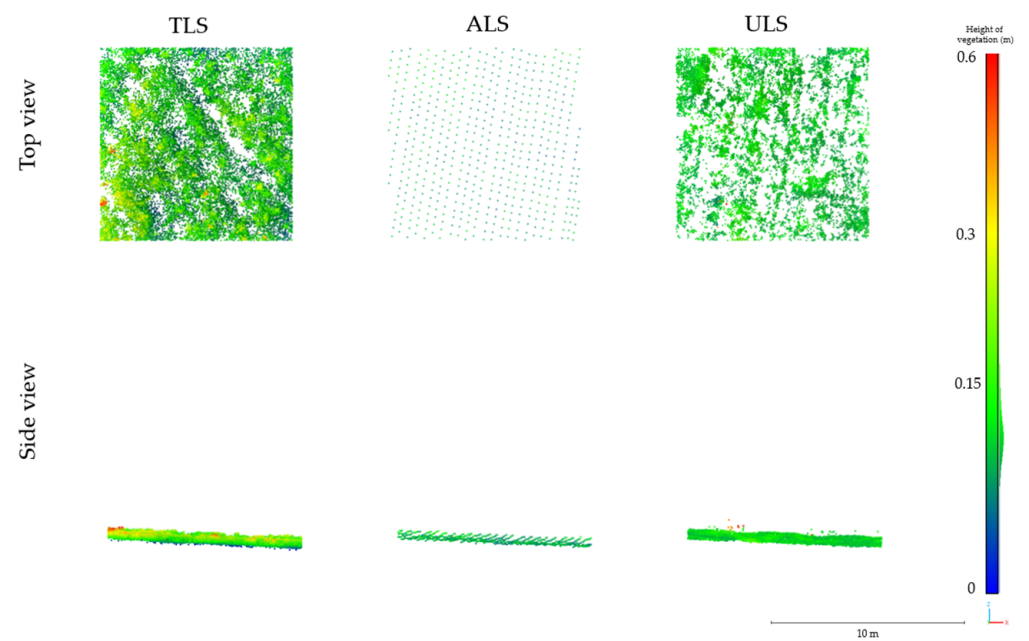 TLS
ALS
ULS
Height of
vegetation (m)
0.6
Top view
0.3
Side view
0.15
0
z
x
10 m